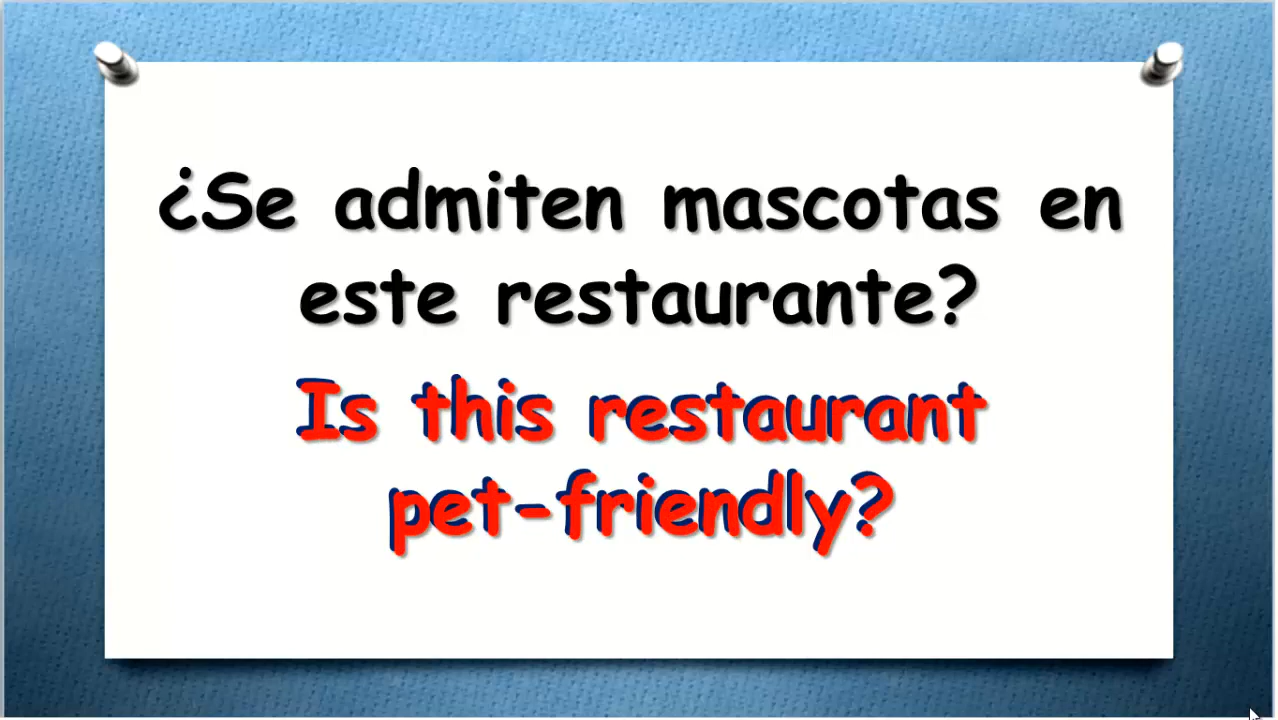 ¿Se admiten mascotas en
este restaurante?
Is this restaurant
pet-friendly?